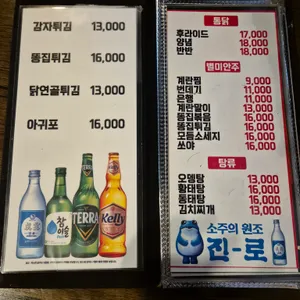 감자튀김 13,000
똥집튀김 16,000
닭연골튀김 13,000
아귀포 16,000
참이슬
TERRA
Kelly
통닭
후라이드 17,000
양념 18,000
반반 18,000
별미안주
계란찜 9,000
번데기 11,000
은행 11,000
계란말이 13,000
똥집볶음 16,000
똥집튀김 16,000
모듬소세지 16,000
쏘야 16,000
탕류
오뎅탕 13,000
황태탕 16,000
동태탕 16,000
김치찌개 13,000
소주의 원조
진-로